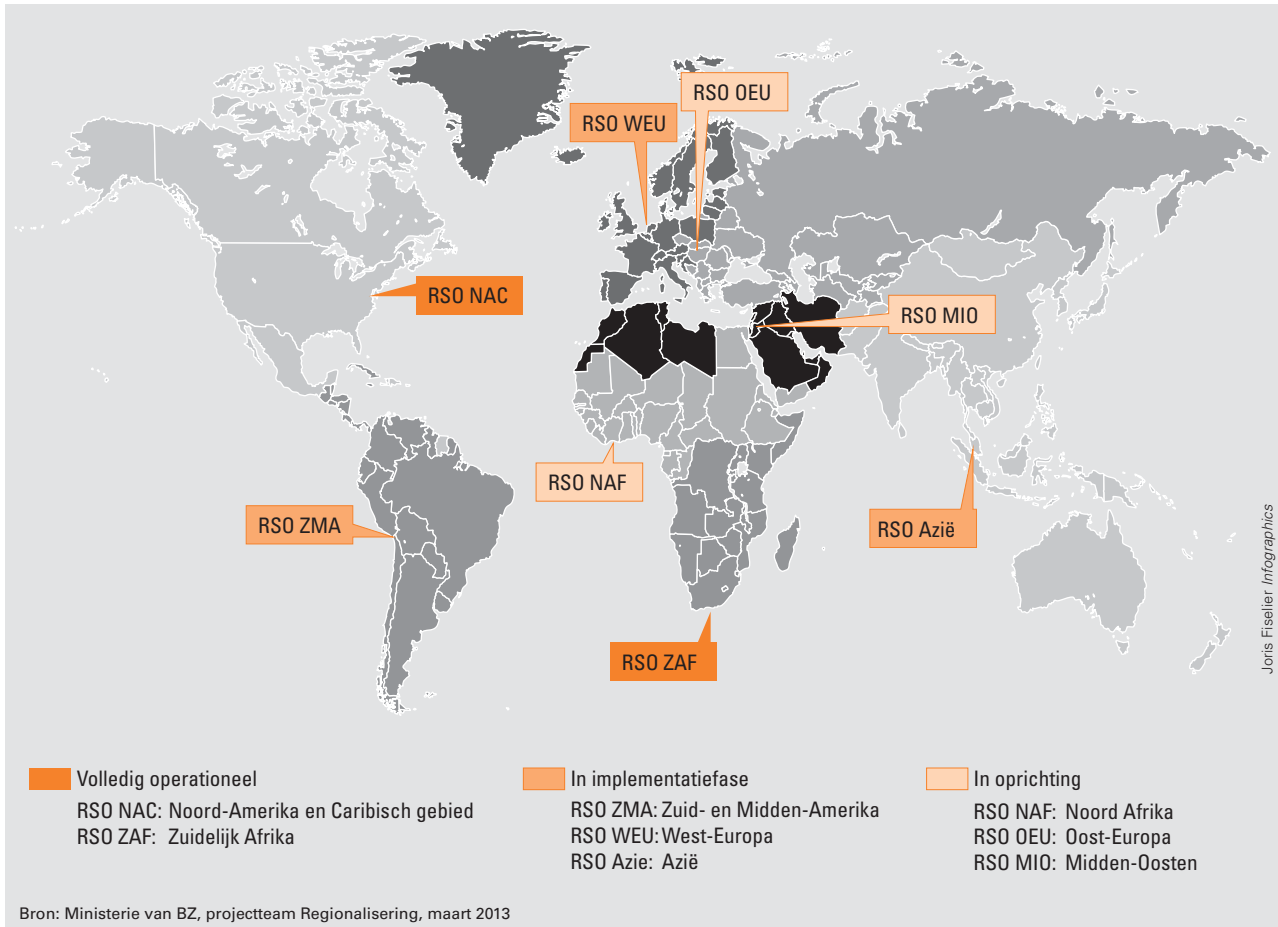 RSO OEU
RSO WEU
RSO NAC
RSO MIO
RSO NAF
RSO ZMA
RSO Azië
RSO ZAF
Joris Fiselier Infographics
Volledig operationeel
RSO NAC: Noord-Amerika en Caribisch gebied
RSO ZAF: Zuidelijk Afrika
In implementatiefase
RSO ZMA: Zuid- en Midden-Amerika
RSO WEU: West-Europa
RSO Azie: Azië
In oprichting
RSO NAF: Noord Afrika
RSO OEU: Oost-Europa
RSO MIO: Midden-Oosten
Bron: Ministerie van BZ, projectteam Regionalisering, maart 2013